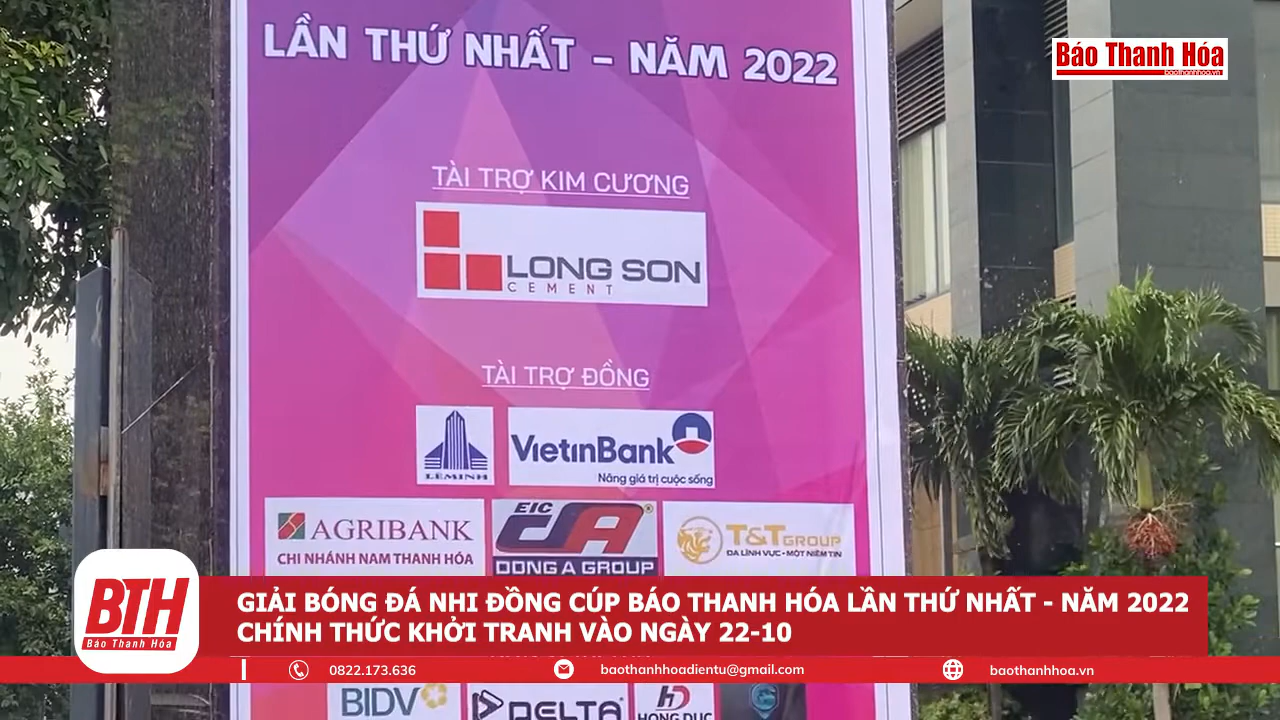 LẦN THỨ NHẤT – NĂM 2022
Báo Thanh Hóa
baothanhhoa.vn
TÀI TRỢ KIM CƯƠNG
LONG SON
CEMENT
TÀI TRỢ ĐỒNG
LEMINH
VietinBank
Nâng giá trị cuộc sống
AGRIBANK
CHI NHÁNH NAM THANH HÓA
EIC
DONG A GROUP
T&T GROUP
ĐA LĨNH VỰC - MỘT NIỀM TIN
BTH
Báo Thanh Hóa
GIẢI BÓNG ĐÁ NHI ĐỒNG CÚP BÁO THANH HÓA LẦN THỨ NHẤT - NĂM 2022
CHÍNH THỨC KHỞI TRANH VÀO NGÀY 22-10
0822.173.636
baothanhhoadientu@gmail.com
baothanhhoa.vn
BIDV
DELTA
HD
HONG DUC